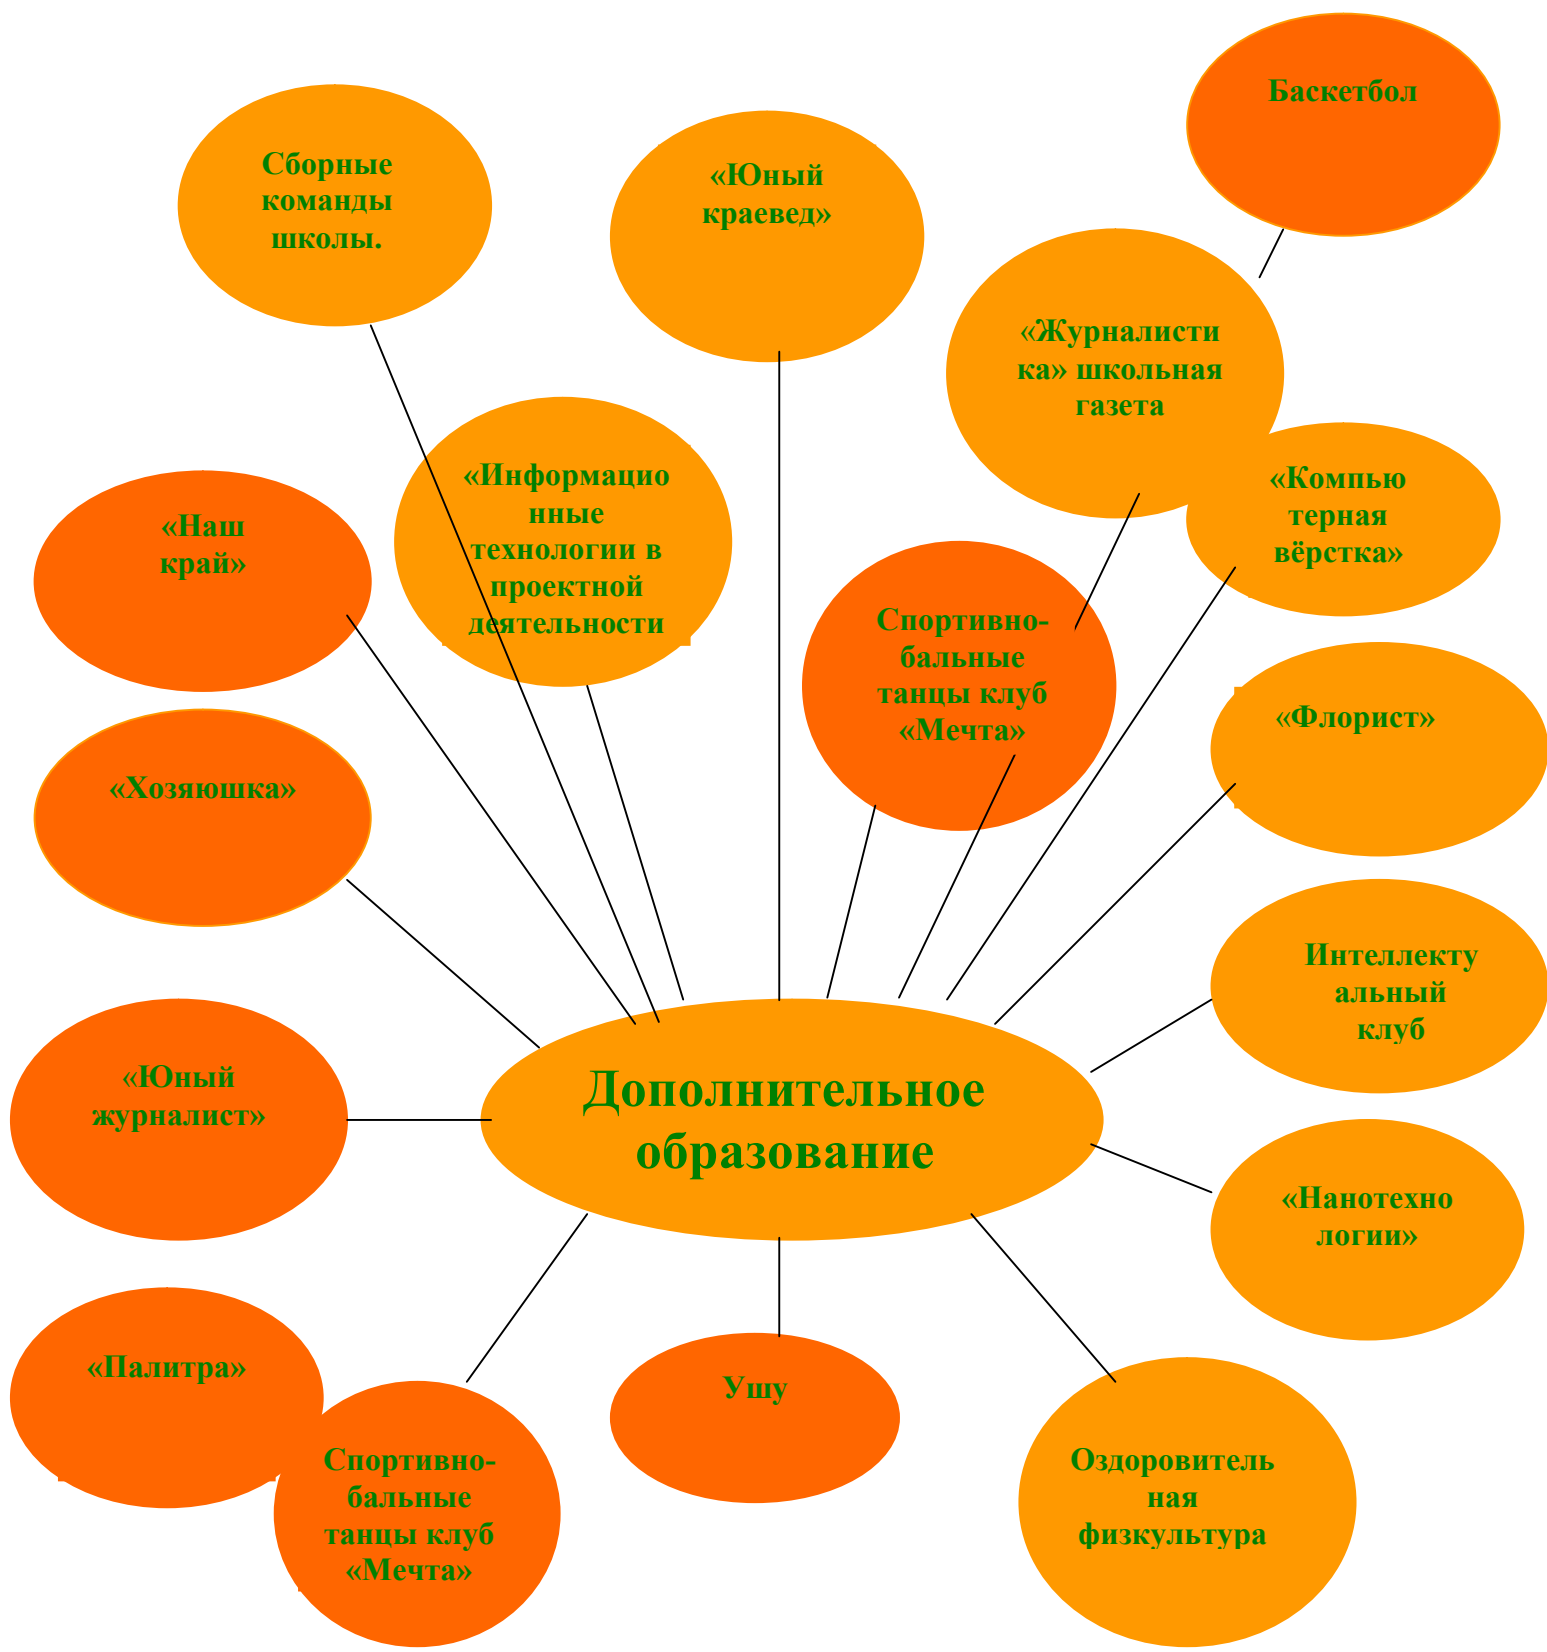 Баскетбол
Сборные
команды
школы.
«Юный
краевед»
«Журналисти
ка» школьная
газета
«Информацио
нные
технологии в
проектной
деятельности
«Компью
терная
вёрстка»
«Наш
край»
Спортивно-
бальные
танцы клуб
«Мечта»
«Флорист»
«Хозяюшка»
Интеллекту
альный
клуб
Дополнительное
образование
«Юный
журналист»
«Нанотехно
логии»
«Палитра»
Ушу
Спортивно-
бальные
танцы клуб
«Мечта»
Оздоровитель
ная
физкультура